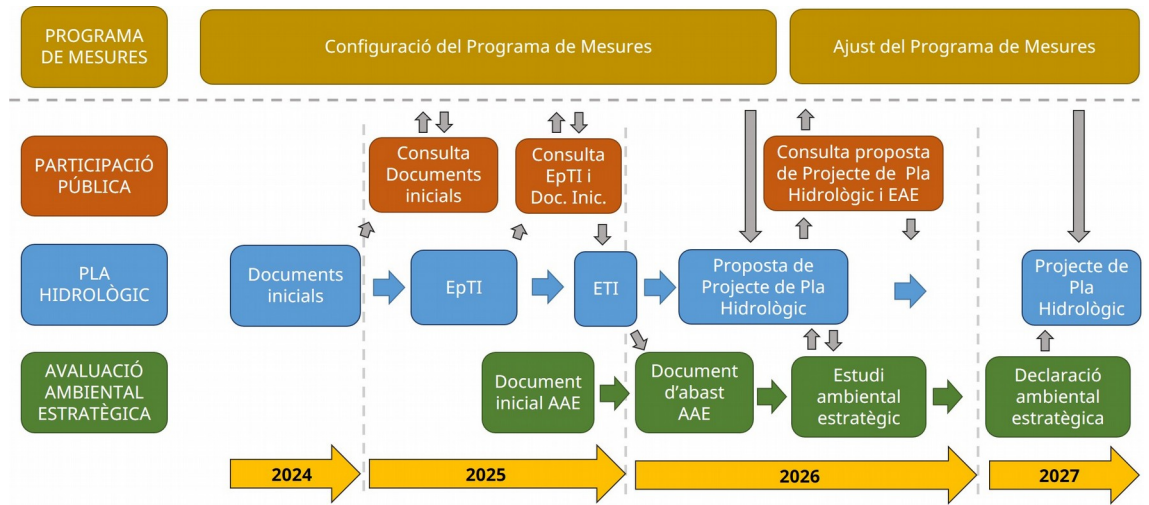 PROGRAMA
DE MESURES
Configuració del Programa de Mesures
Ajust del Programa de Mesures
PARTICIPACIÓ
PÚBLICA
Consulta
Documents
inicials
Consulta
EpTI i
Doc. Inic.
Consulta proposta
de Projecte de Pla
Hidrològic i EAE
PLA
HIDROLÒGIC
Documents
inicials
EpTI
ETI
Proposta de
Projecte de Pla
Hidrològic
Projecte de
Pla
Hidrològic
AVALUACIÓ
AMBIENTAL
ESTRATÈGICA
Document
inicial AAE
Document
d'abast
AAE
Estudi
ambiental
estratègic
Declaració
ambiental
estratègica
2024
2025
2026
2027